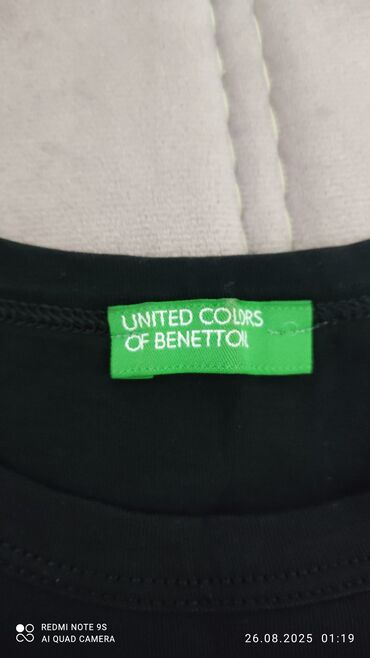 UNITED COLORS
OF BENETTON
REDMI NOTE 9S
AI QUAD CAMERA
26.08.2025 01:19